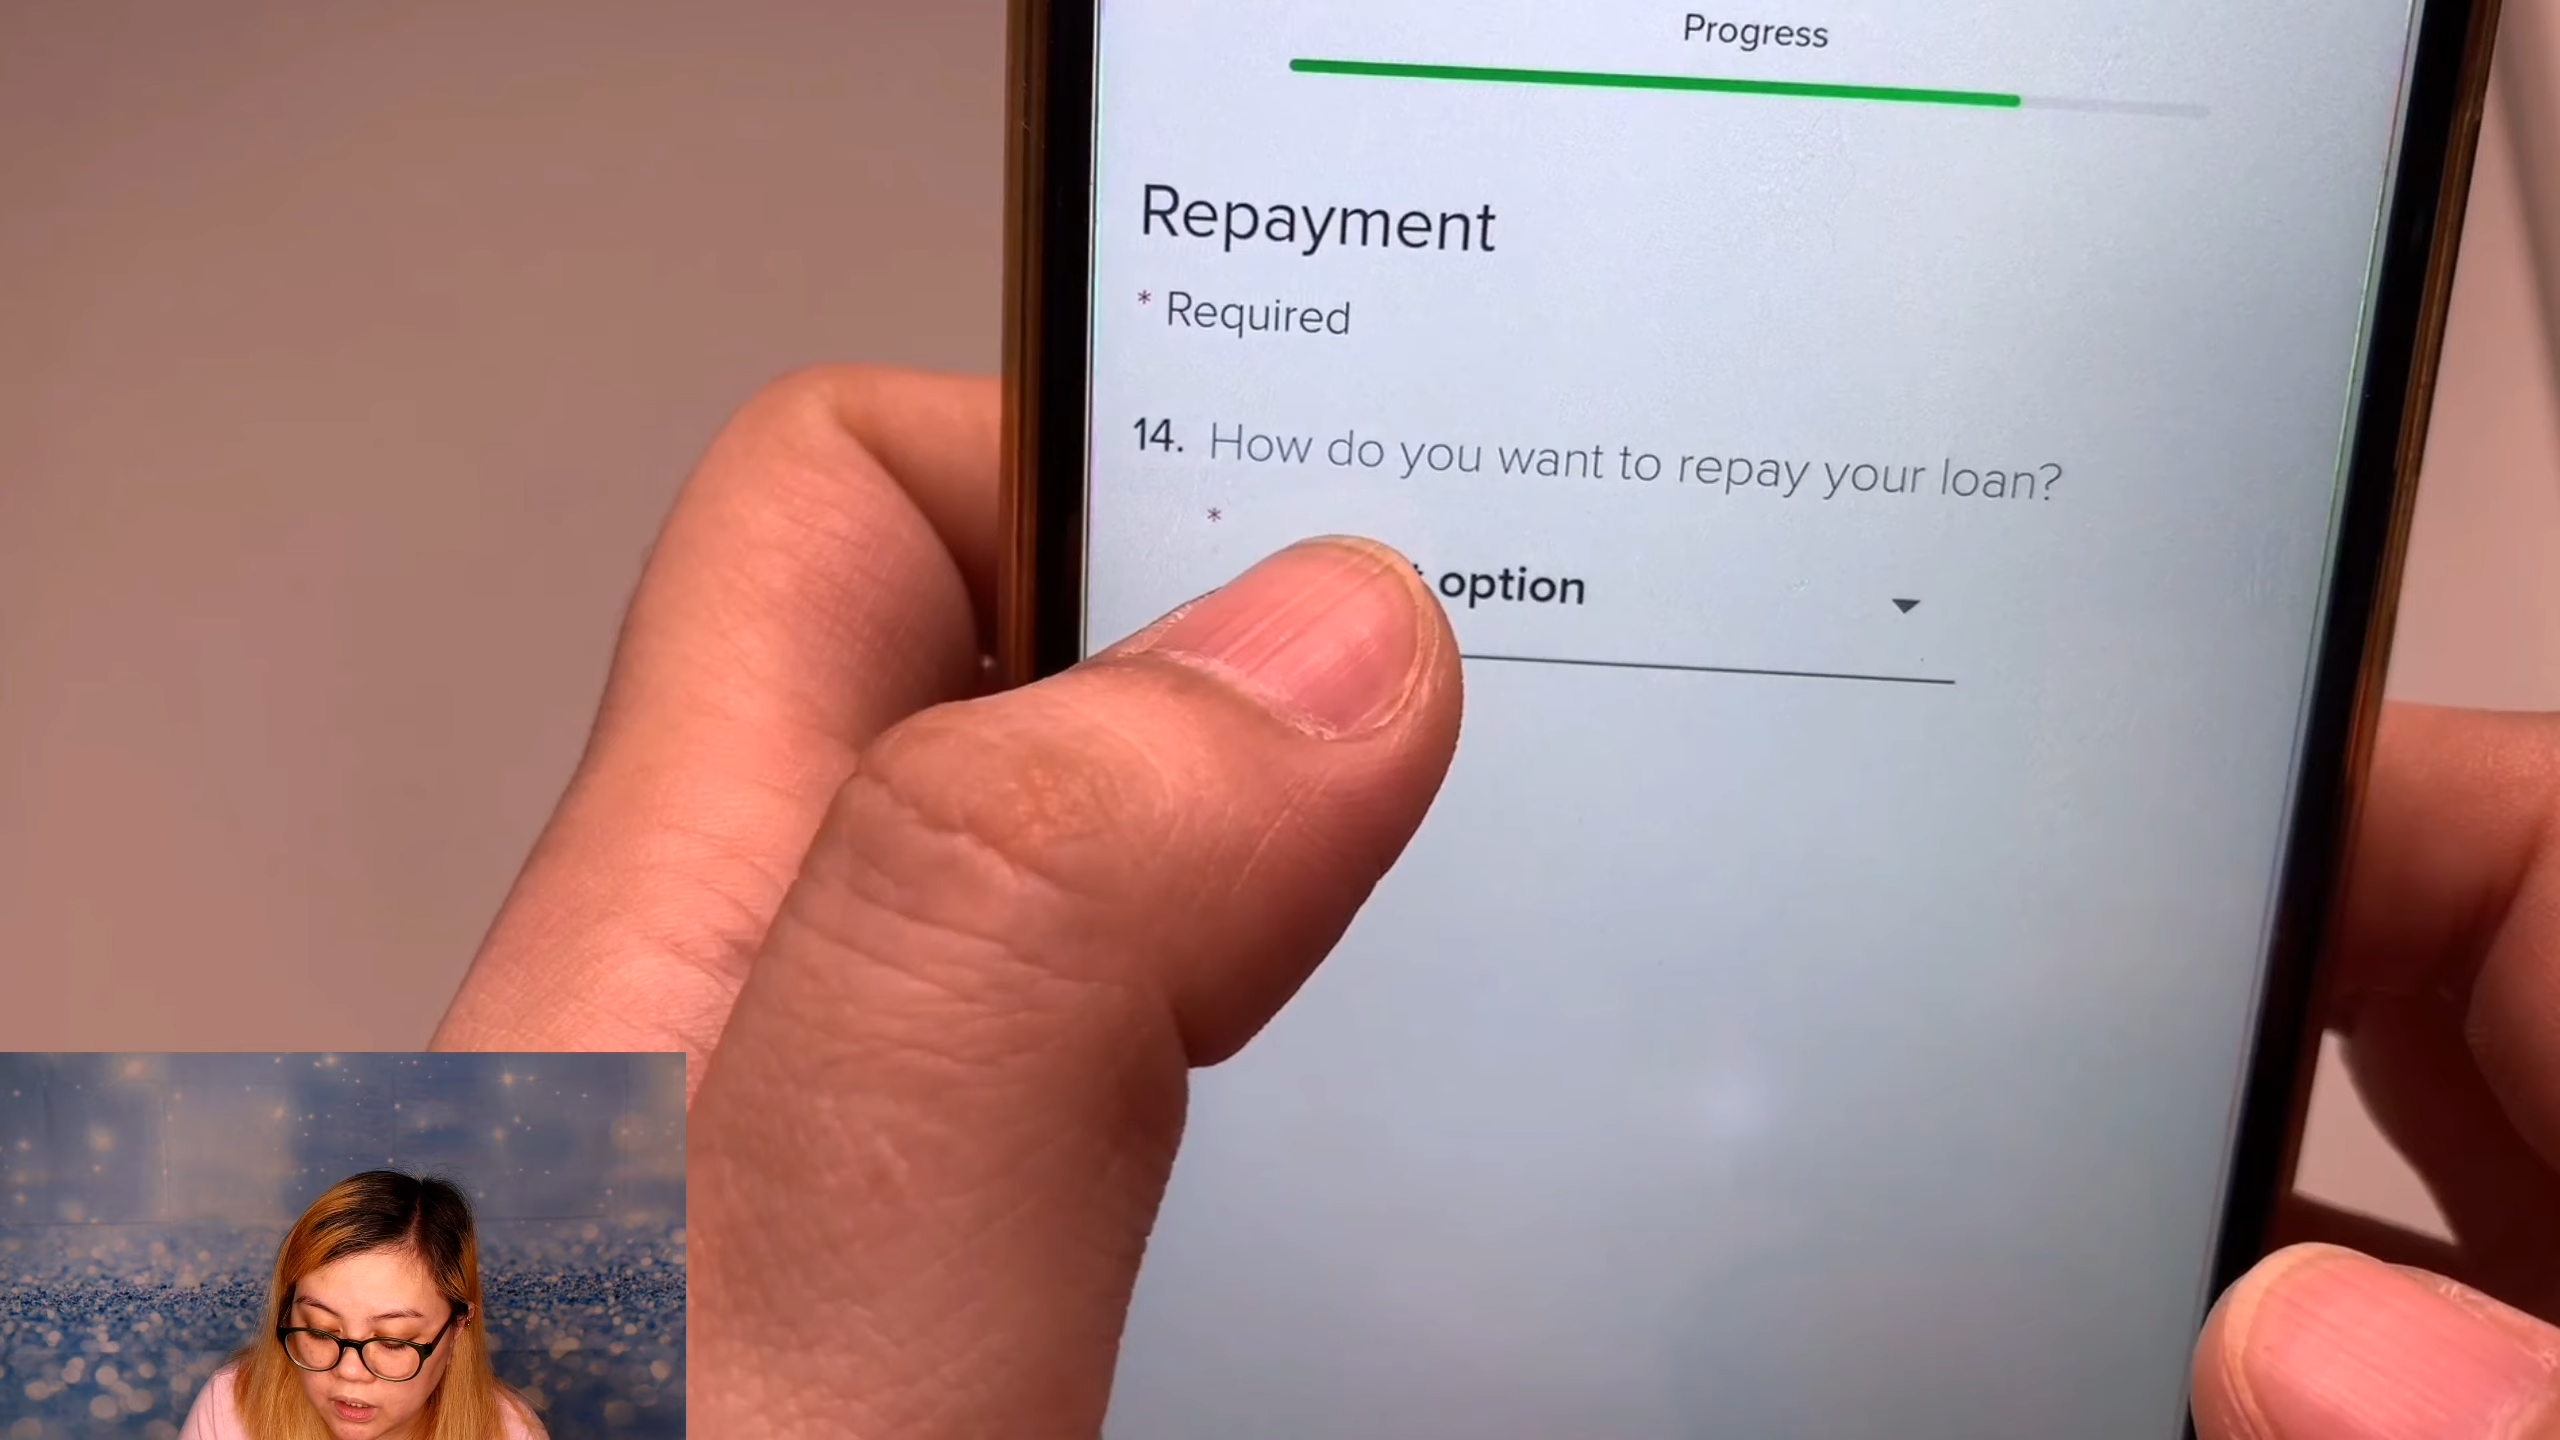 Progress
Repayment
* Required
14. How do you want to repay your loan?
*
option